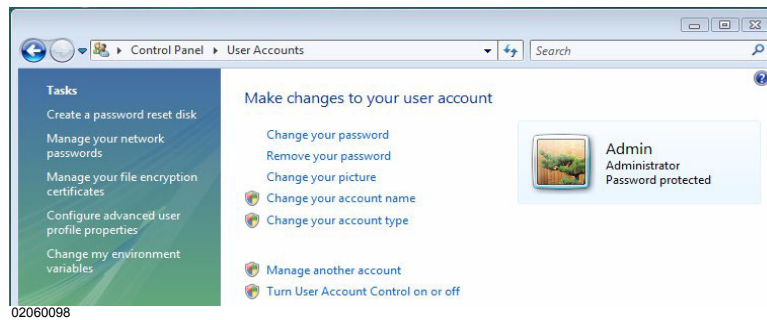 Control Panel User Accounts
Search
Tasks
Create a password reset disk
Manage your network
passwords
Manage your file encryption
certificates
Configure advanced user
profile properties
Change my environment
variables
Make changes to your user account
Change your password
Remove your password
Change your picture
Change your account name
Change your account type
Manage another account
Turn User Account Control on or off
Admin
Administrator
Password protected
02060098